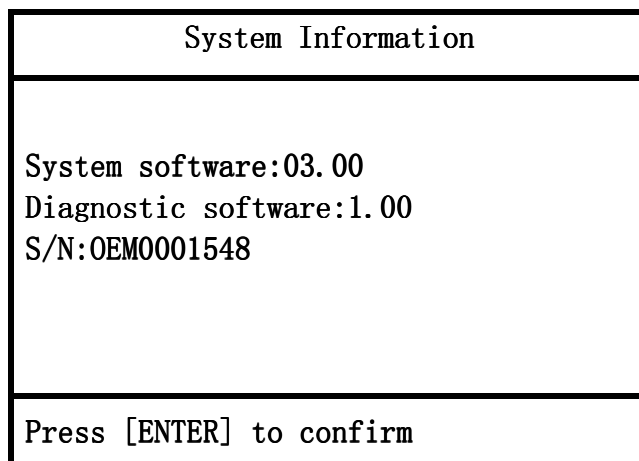 System Information
System software:03.00
Diagnostic software:1.00
S/N:OEM0001548
Press [ENTER] to confirm